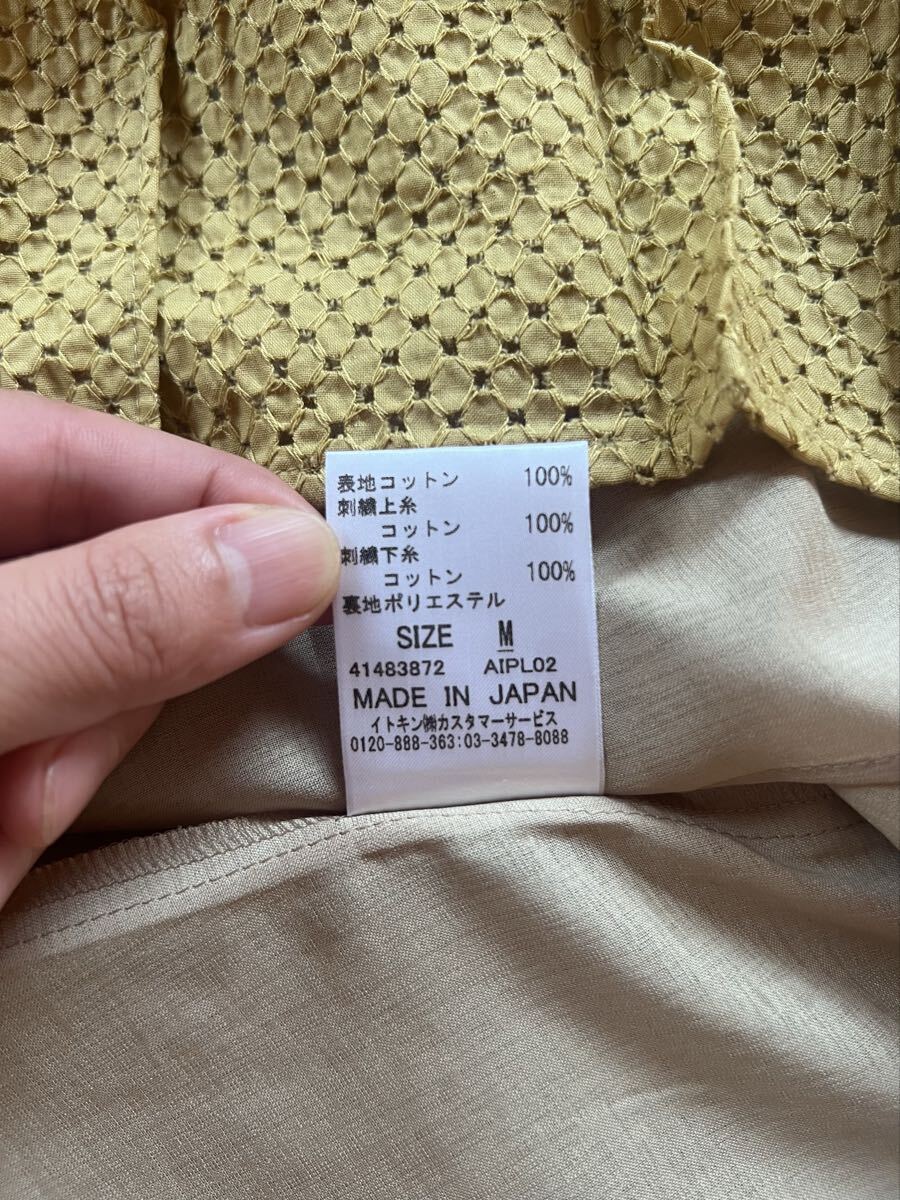 表地コットン 100%
刺繍上糸
コットン 100%
刺繍下糸
コットン 100%
裏地ポリエステル
SIZE M
41483872 AIPL02
MADE IN JAPAN
イトキン㈱カスタマーサービス
0120-888-363:03-3478-8088